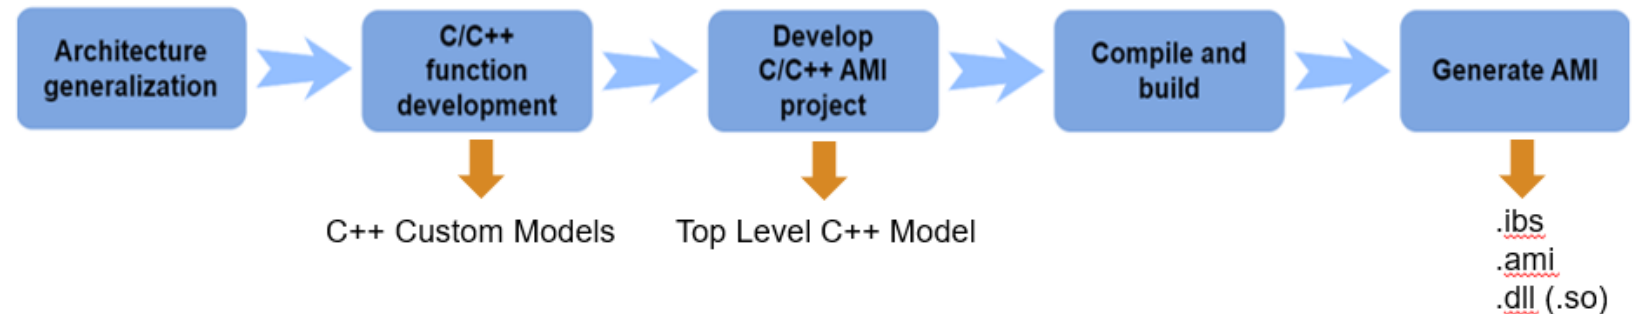 Architecture
generalization
C/C++
function
development
Develop
C/C++ AMI
project
Compile and
build
Generate AMI
C++ Custom Models
Top Level C++ Model
.ibs
.ami
.dll (.so)